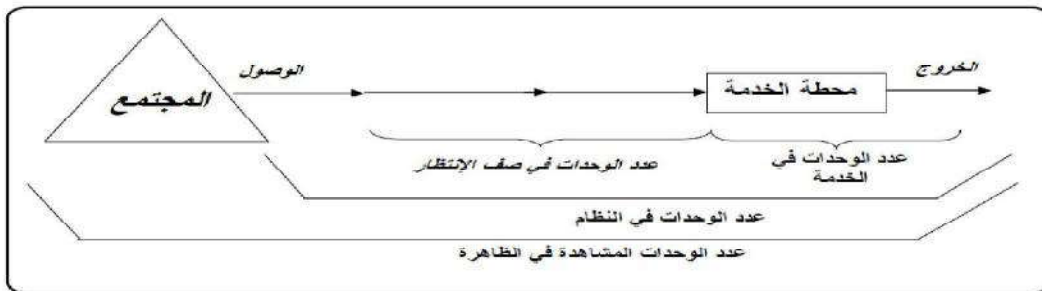 الوصول
الخروج
المجتمع
محطة الخدمة
عدد الوحدات في صف الإنتظار
عدد الوحدات في
الخدمة
عدد الوحدات في النظام
عدد الوحدات المشاهدة في الظاهرة